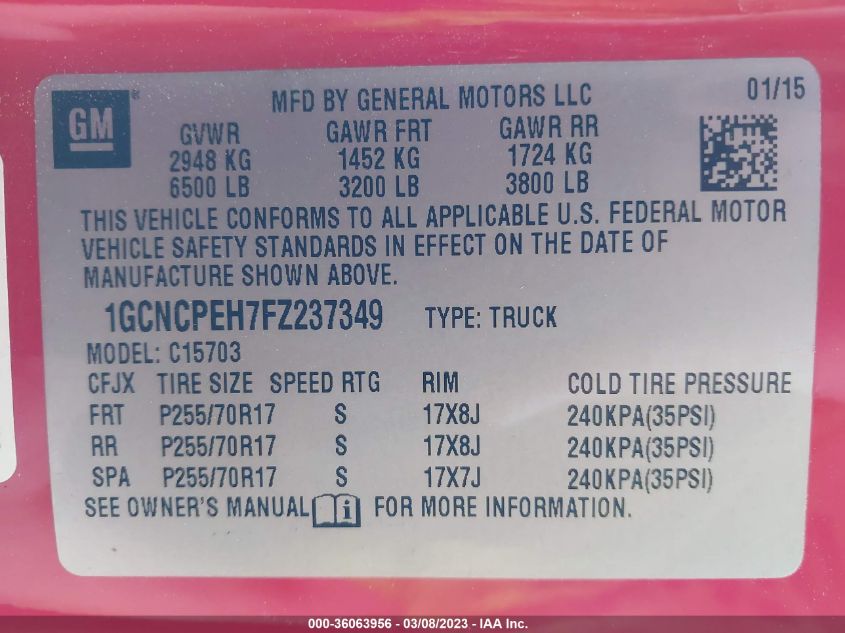 GM® MFD BY GENERAL MOTORS LLC 01/15
GVWR GAWR FRT GAWR RR
2948 KG 1452 KG 1724 KG
6500 LB 3200 LB 3800 LB
THIS VEHICLE CONFORMS TO ALL APPLICABLE U.S. FEDERAL MOTOR
VEHICLE SAFETY STANDARDS IN EFFECT ON THE DATE OF
MANUFACTURE SHOWN ABOVE.
1GCNCPEH7FZ237349 TYPE: TRUCK
MODEL: C15703
CFJX TIRE SIZE SPEED RTG RIM COLD TIRE PRESSURE
FRT P255/70R17 S 17X8J 240KPA(35PSI)
RR P255/70R17 S 17X8J 240KPA(35PSI)
SPA P255/70R17 S 17X7J 240KPA(35PSI)
SEE OWNER'S MANUAL i FOR MORE INFORMATION.
000-36063956 - 03/08/2023 - IAA Inc.